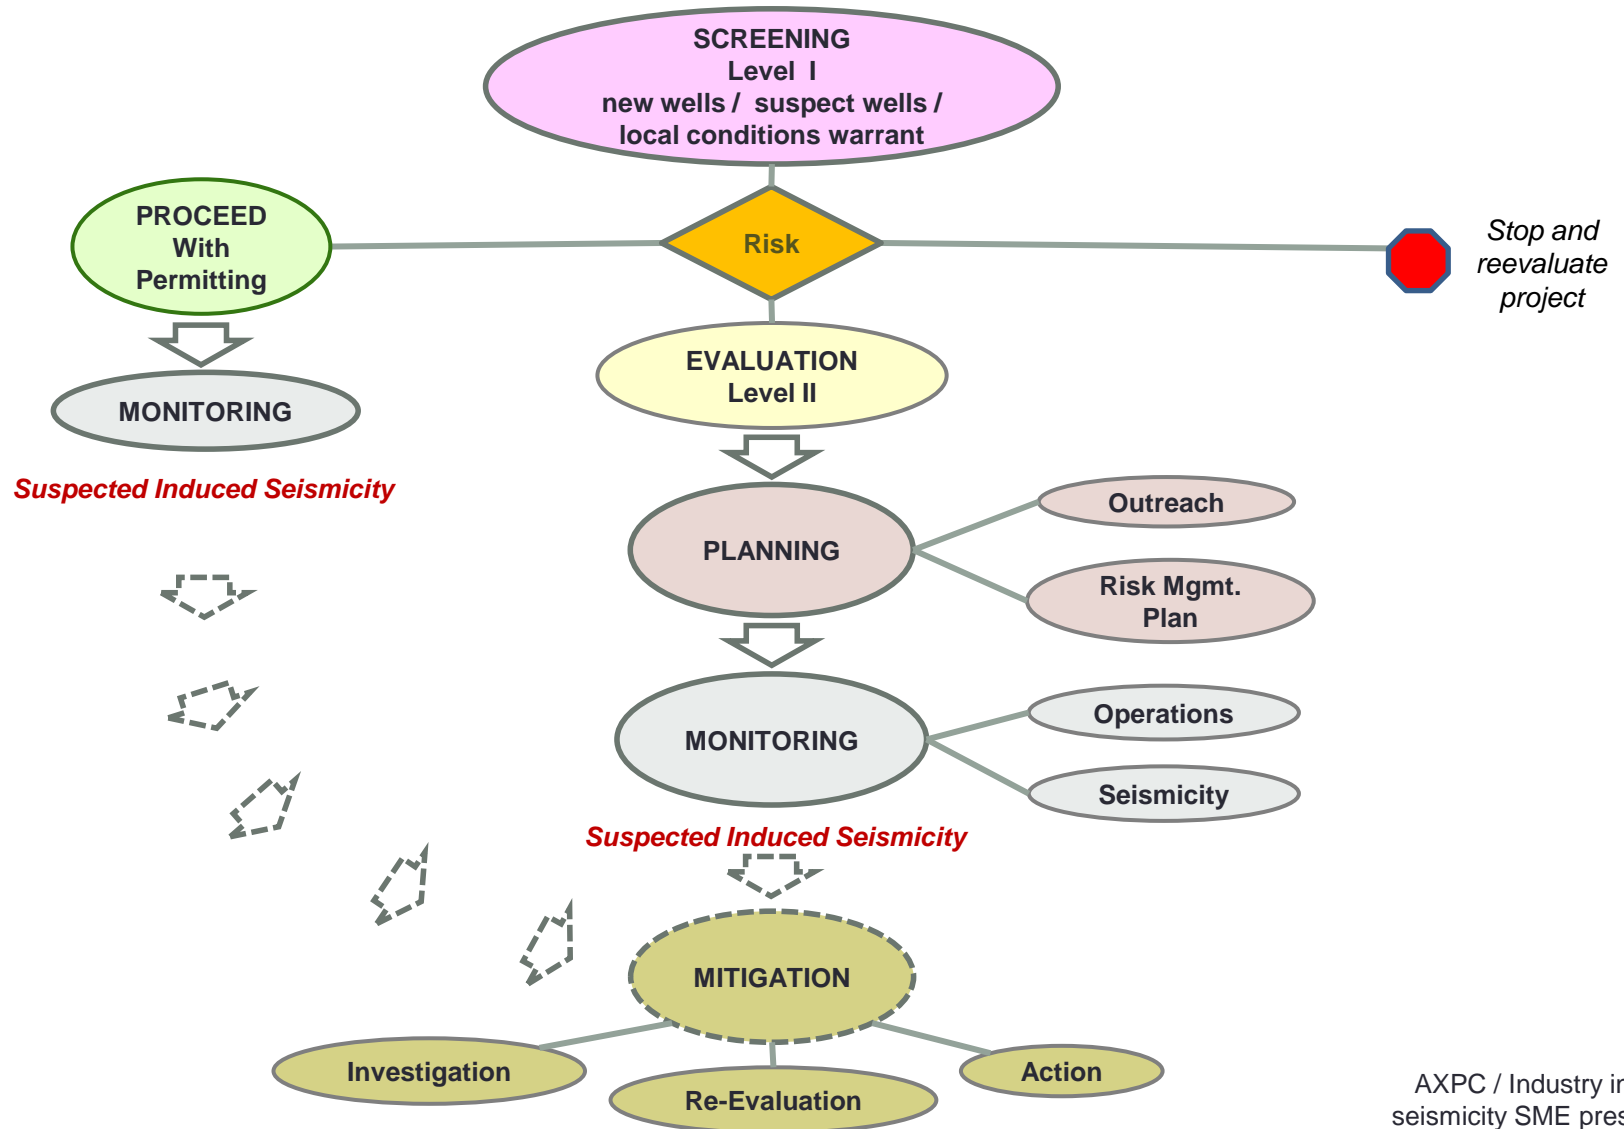 SCREENING
Level I
new wells / suspect wells /
local conditions warrant
PROCEED
With
Permitting
Risk
Stop and
reevaluate
project
EVALUATION
Level II
MONITORING
Suspected Induced Seismicity
PLANNING
Outreach
Risk Mgmt.
Plan
MONITORING
Operations
Seismicity
Suspected Induced Seismicity
MITIGATION
Investigation
Re-Evaluation
Action
AXPC / Industry
seismicity SME